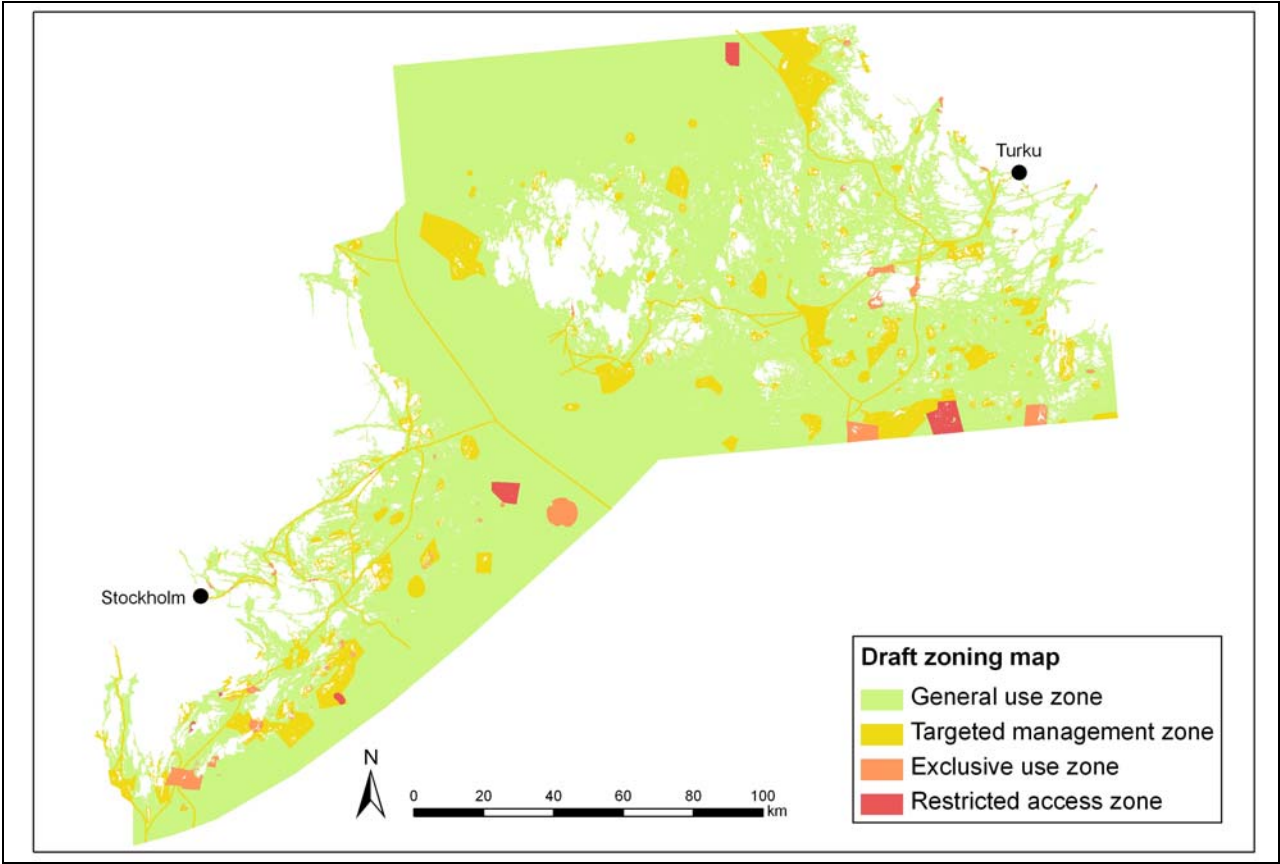 Turku
Stockholm
N
0 20 40 60 80 100
km
Draft zoning map
General use zone
Targeted management zone
Exclusive use zone
Restricted access zone